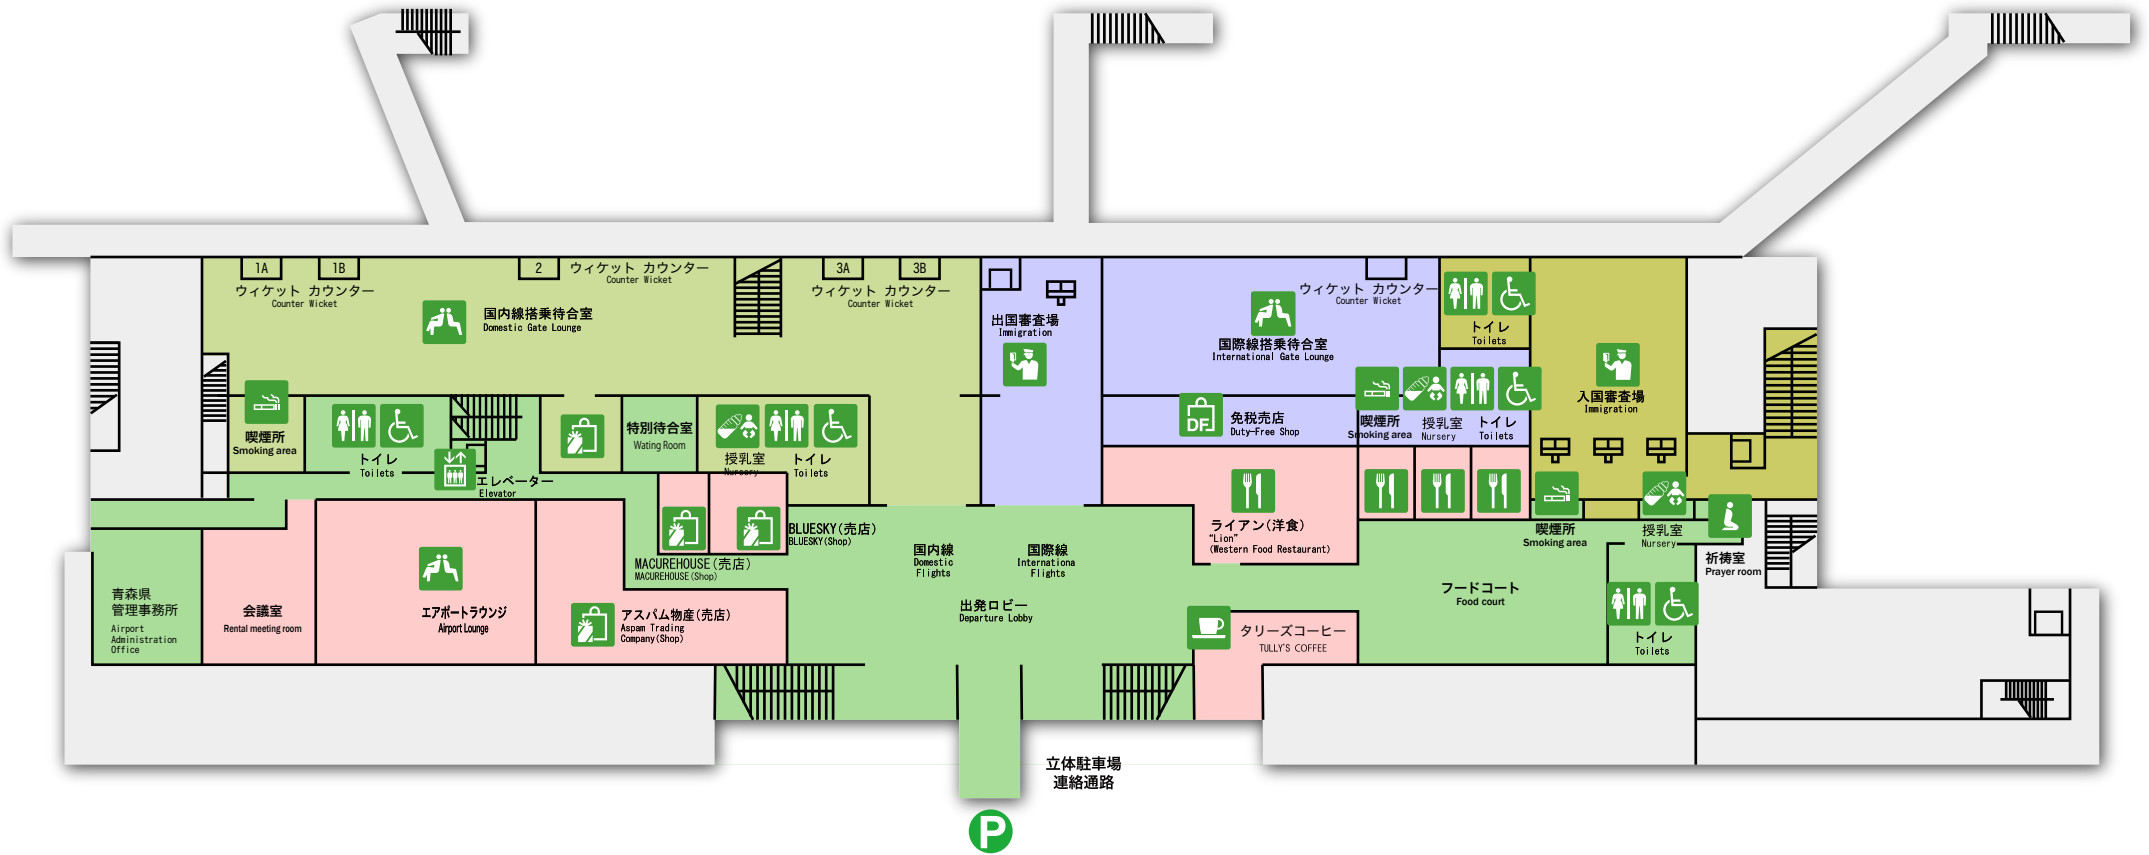 1A
1B
2
ウィケット カウンター
Counter Wicket
3A
3B
ウィケット カウンター
Counter Wicket
ウィケット カウンター
Counter Wicket
国内線搭乗待合室
Domestic Gate Lounge
出国審査場
Immigration
ウィケット カウンター
Counter Wicket
国際線搭乗待合室
International Gate Lounge
トイレ
Toilets
入国審査場
Immigration
喫煙所
Smoking area
トイレ
Toilets
エレベーター
Elevator
特別待合室
Wating Room
授乳室
Nursery
トイレ
Toilets
DF
免税売店
Duty-Free Shop
喫煙所
Smoking area
授乳室
Nursery
トイレ
Toilets
BLUESKY(売店)
BLUESKY(Shop)
MACUREHOUSE(売店)
MACUREHOUSE(Shop)
国内線
Domestic
Flights
国際線
Internationa
Flights
ライアン(洋食)
“Lion”
(Western Food Restaurant)
喫煙所
Smoking area
授乳室
Nursery
祈祷室
Prayer room
青森県
管理事務所
Airport
Administration
Office
会議室
Rental meeting room
エアポートラウンジ
Airport Lounge
アスパム物産(売店)
Aspam Trading
Company(Shop)
出発ロビー
Departure Lobby
タリーズコーヒー
TULLY'S COFFEE
フードコート
Food court
トイレ
Toilets
立体駐車場
連絡通路
P